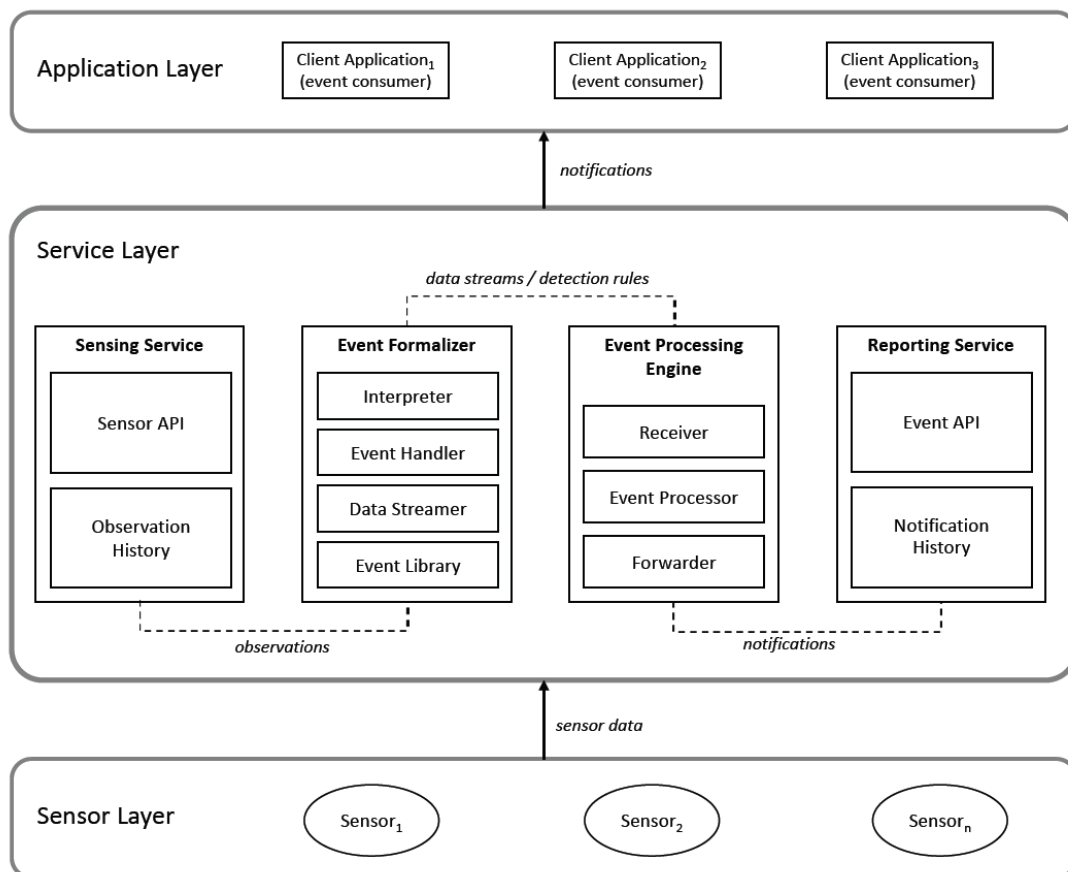 Application Layer
Client Application1
(event consumer)
Client Application2
(event consumer)
Client Application3
(event consumer)
notifications
Service Layer
data streams / detection rules
Sensing Service
Sensor API
Observation
History
Event Formalizer
Interpreter
Event Handler
Data Streamer
Event Library
Event Processing
Engine
Receiver
Event Processor
Forwarder
Reporting Service
Event API
Notification
History
observations
notifications
sensor data
Sensor Layer
Sensor1
Sensor2
Sensorn